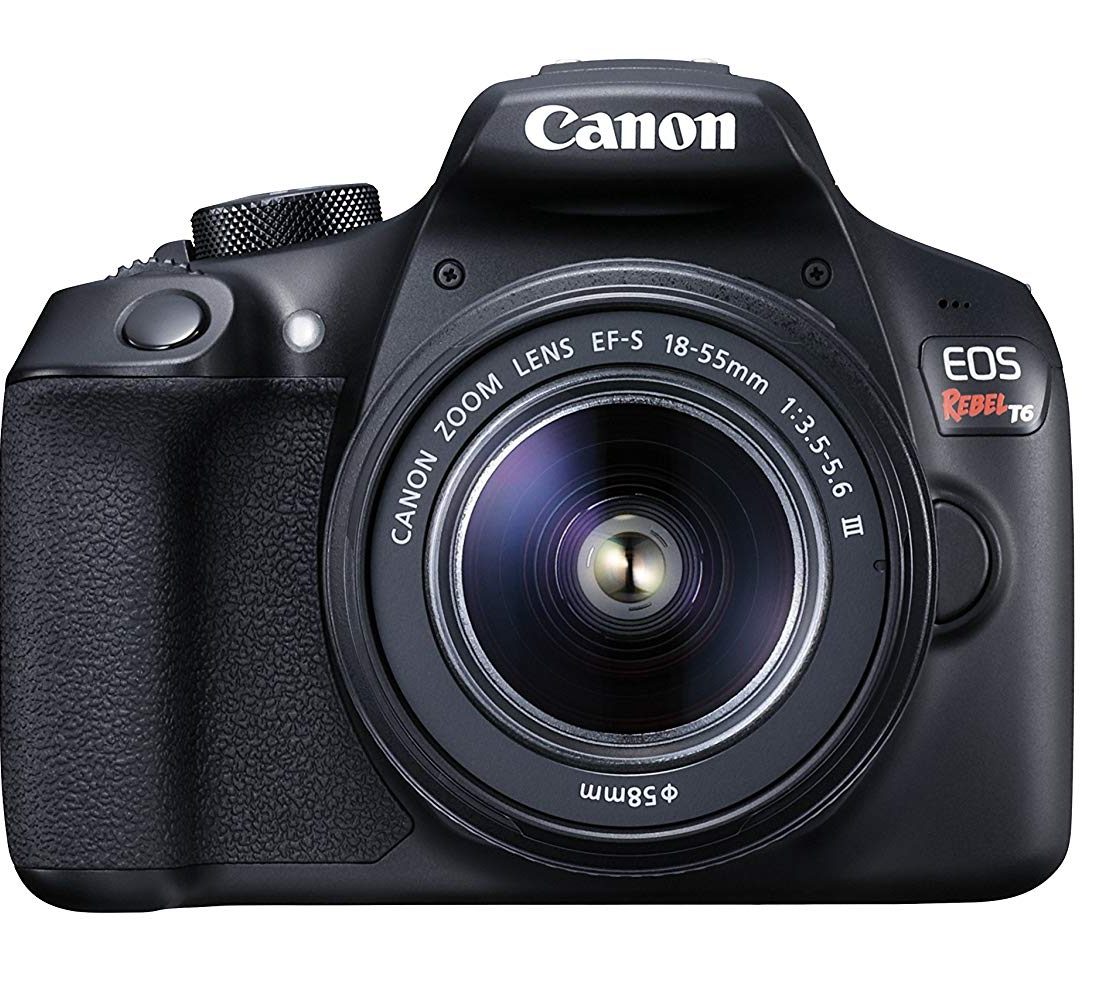 Canon
EOS
REBEL T6
CANON ZOOM LENS EF-S 18-55mm 1:3.5-5.6 III
Φ58mm